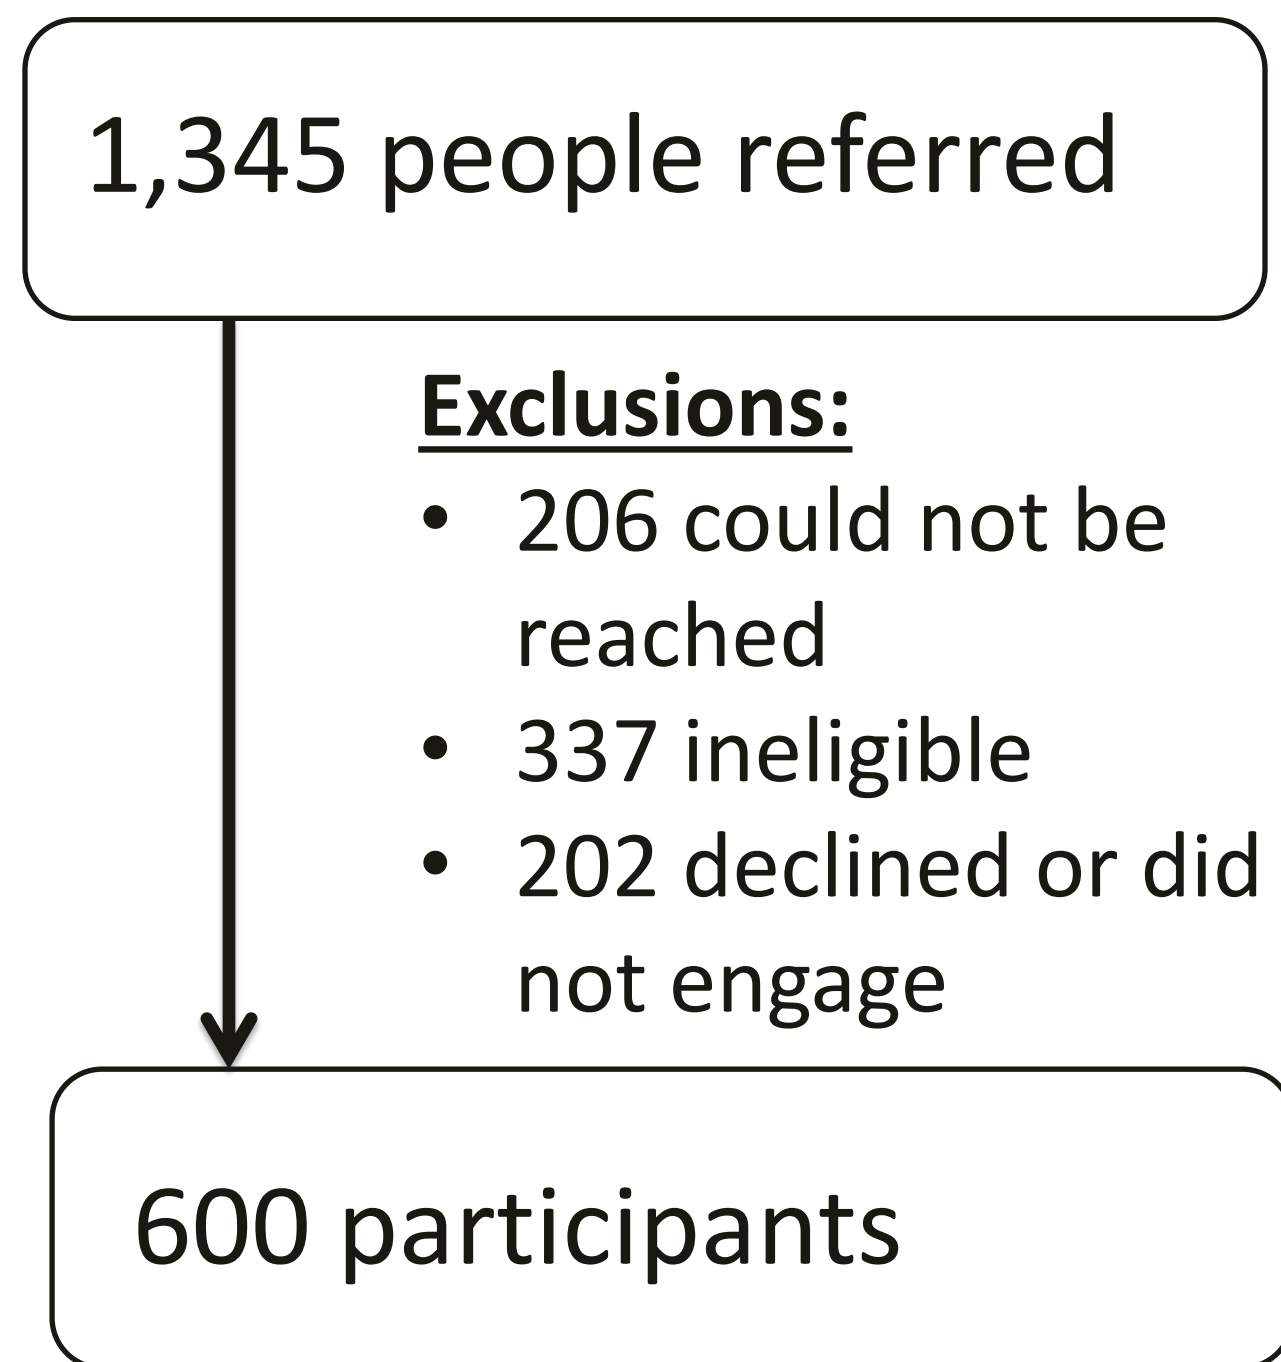 1,345 people referred
Exclusions:
• 206 could not be
reached
• 337 ineligible
• 202 declined or did
not engage
600 participants